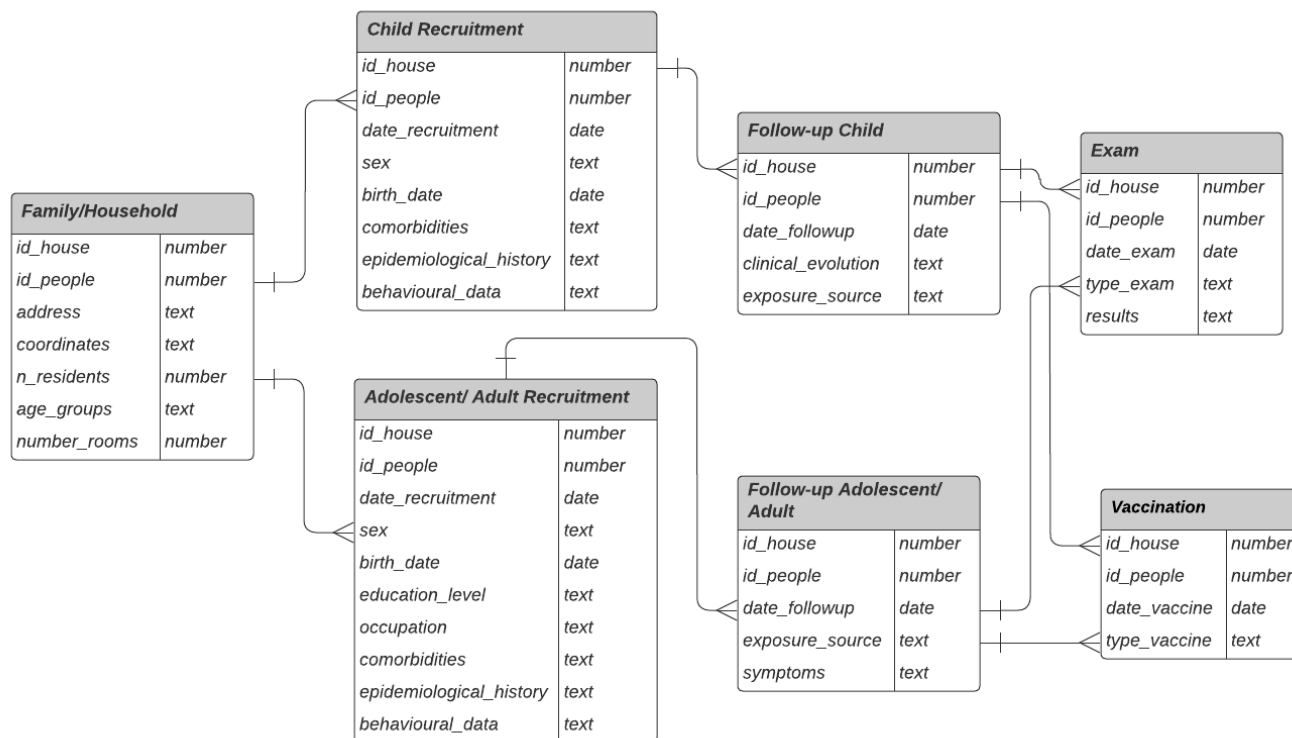 Family/Household
id_house number
id_people number
address text
coordinates text
n_residents number
age_groups text
number_rooms number
Child Recruitment
id_house number
id_people number
date_recruitment date
sex text
birth_date date
comorbidities text
epidemiological_history text
behavioural_data text
Adolescent/ Adult Recruitment
id_house number
id_people number
date_recruitment date
sex text
birth_date date
education_level text
occupation text
comorbidities text
epidemiological_history text
behavioural_data text
Follow-up Child
id_house number
id_people number
date_followup date
clinical_evolution text
exposure_source text
Follow-up Adolescent/
Adult
id_house number
id_people number
date_followup date
exposure_source text
symptoms text
Exam
id_house number
id_people number
date_exam date
type_exam text
results text
Vaccination
id_house number
id_people number
date_vaccine date
type_vaccine text